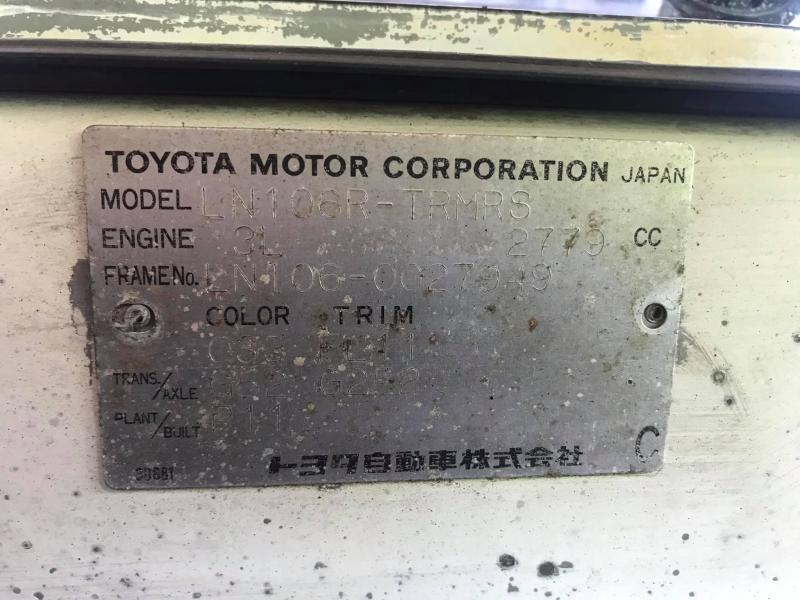 TOYOTA MOTOR CORPORATION JAPAN
MODEL LN106R-TRMRS
ENGINE 3L 2779 CC
FRAME No. LN106-0027949
COLOR TRIM
TRANS./AXLE
PLANT/BUILT
トヨタ自動車株式会社
C